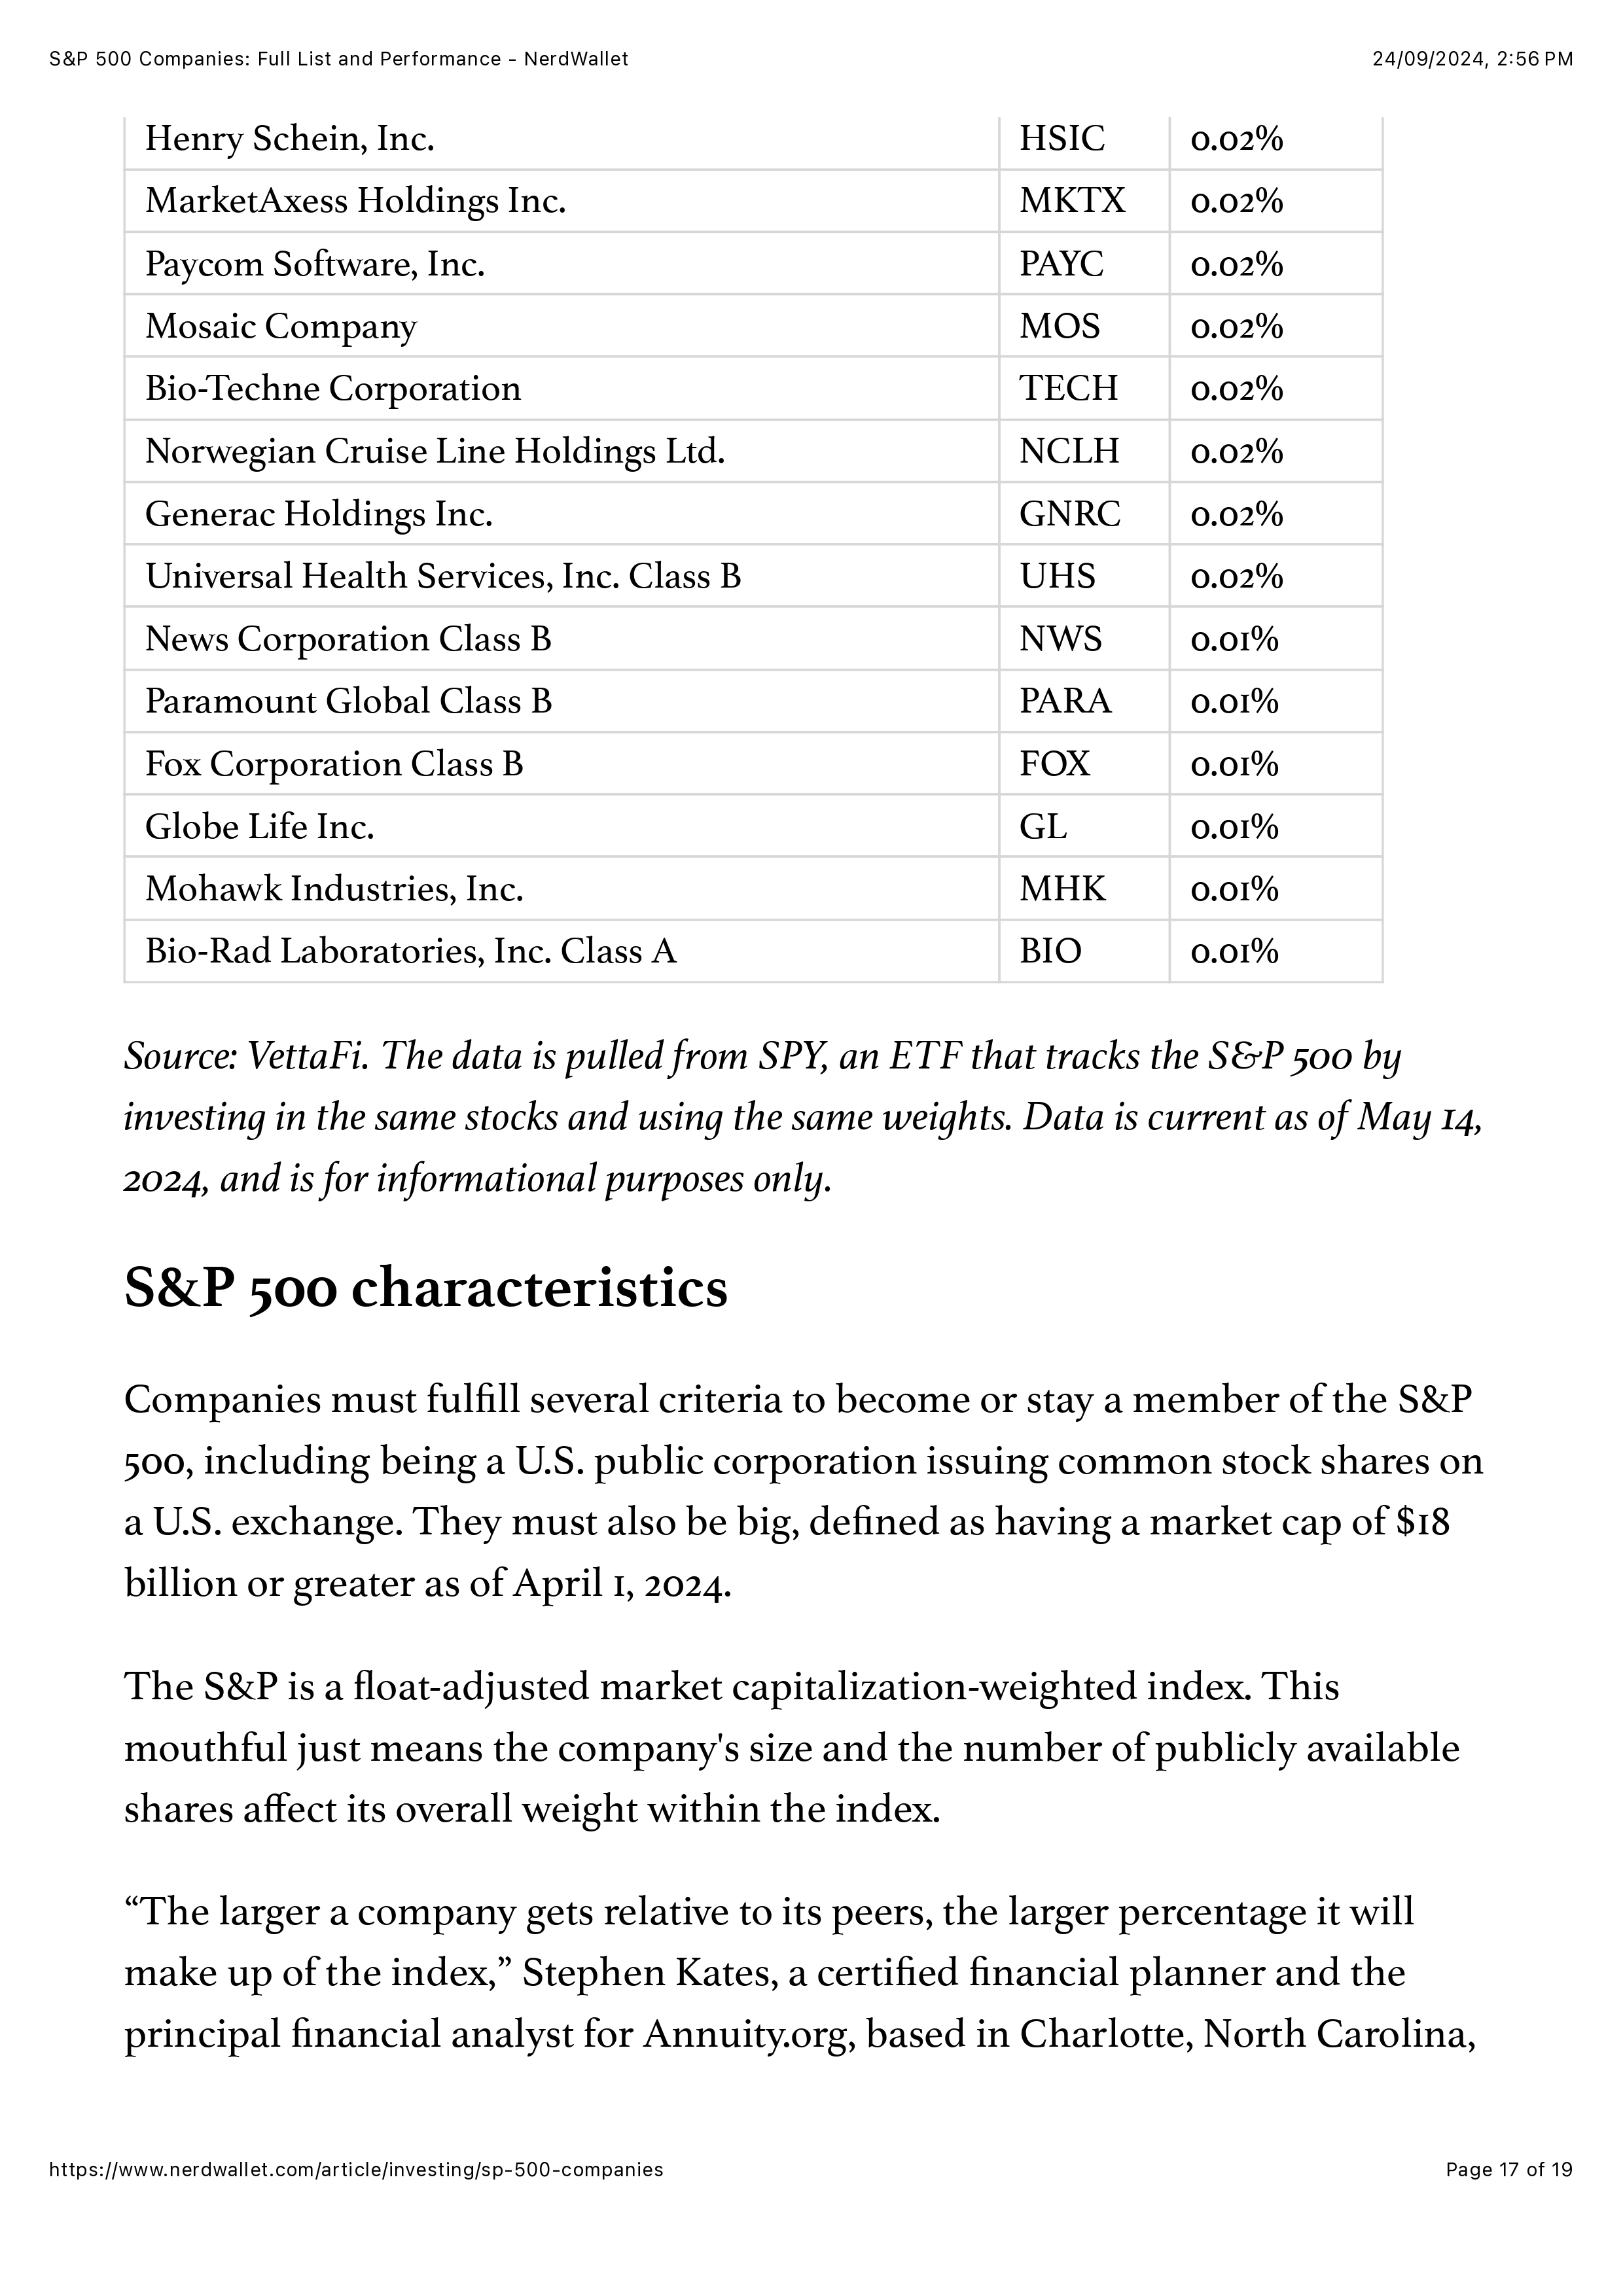 S&P 500 Companies: Full List and Performance - NerdWallet 24/09/2024, 2:56 PM
Henry Schein, Inc. HSIC 0.02%
MarketAxess Holdings Inc. MKTX 0.02%
Paycom Software, Inc. PAYC 0.02%
Mosaic Company MOS 0.02%
Bio-Techne Corporation TECH 0.02%
Norwegian Cruise Line Holdings Ltd. NCLH 0.02%
Generac Holdings Inc. GNRC 0.02%
Universal Health Services, Inc. Class B UHS 0.02%
News Corporation Class B NWS 0.01%
Paramount Global Class B PARA 0.01%
Fox Corporation Class B FOX 0.01%
Globe Life Inc. GL 0.01%
Mohawk Industries, Inc. MHK 0.01%
Bio-Rad Laboratories, Inc. Class A BIO 0.01%
Source: VettaFi. The data is pulled from SPY, an ETF that tracks the S&P 500 by
investing in the same stocks and using the same weights. Data is current as of May 14,
2024, and is for informational purposes only.
S&P 500 characteristics
Companies must fulfill several criteria to become or stay a member of the S&P
500, including being a U.S. public corporation issuing common stock shares on
a U.S. exchange. They must also be big, defined as having a market cap of $18
billion or greater as of April 1, 2024.
The S&P is a float-adjusted market capitalization-weighted index. This
mouthful just means the company's size and the number of publicly available
shares affect its overall weight within the index.
“The larger a company gets relative to its peers, the larger percentage it will
make up of the index,” Stephen Kates, a certified financial planner and the
principal financial analyst for Annuity.org, based in Charlotte, North Carolina,
https://www.nerdwallet.com/article/investing/sp-500-companies Page 17 of 19